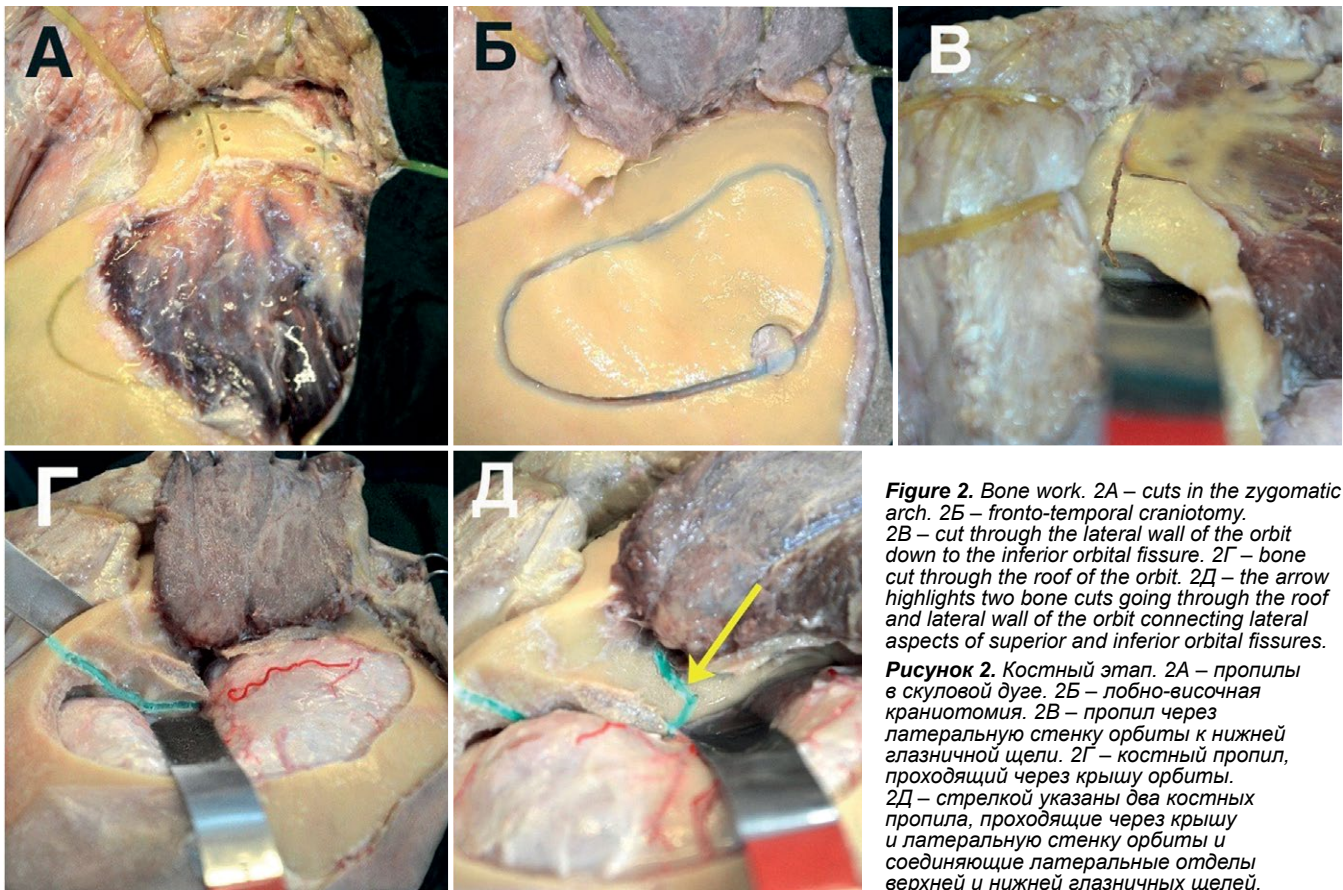 А
Б
В
Г
Д
Figure 2. Bone work. 2А – cuts in the zygomatic
arch. 2Б – fronto-temporal craniotomy.
2В – cut through the lateral wall of the orbit
down to the inferior orbital fissure. 2Г – bone
cut through the roof of the orbit. 2Д – the arrow
highlights two bone cuts going through the roof
and lateral wall of the orbit connecting lateral
aspects of superior and inferior orbital fissures.
Рисунок 2. Костный этап. 2А – пропилы
в скуловой дуге. 2Б – лобно-височная
краниотомия. 2В – пропил через
латеральную стенку орбиты к нижней
глазничной щели. 2Г – костный пропил,
проходящий через крышу орбиты.
2Д – стрелкой указаны два костных
пропила, проходящие через крышу
и латеральную стенку орбиты и
соединяющие латеральные отделы
верхней и нижней глазничных щелей.